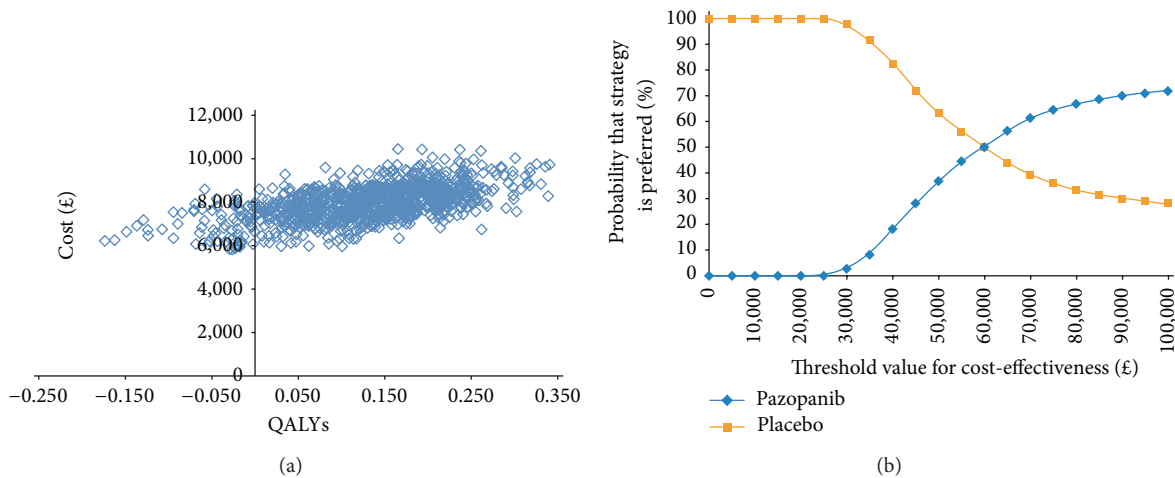 Cost (£)
12,000
10,000
8,000
6,000
4,000
2,000
0
−0.250 −0.150 −0.050 0.050 0.150 0.250 0.350
QALYs
(a)
Probability that strategy
is preferred (%)
100
90
80
70
60
50
40
30
20
10
0
0 10,000 20,000 30,000 40,000 50,000 60,000 70,000 80,000 90,000 100,000
Threshold value for cost-effectiveness (£)
Pazopanib
Placebo
(b)